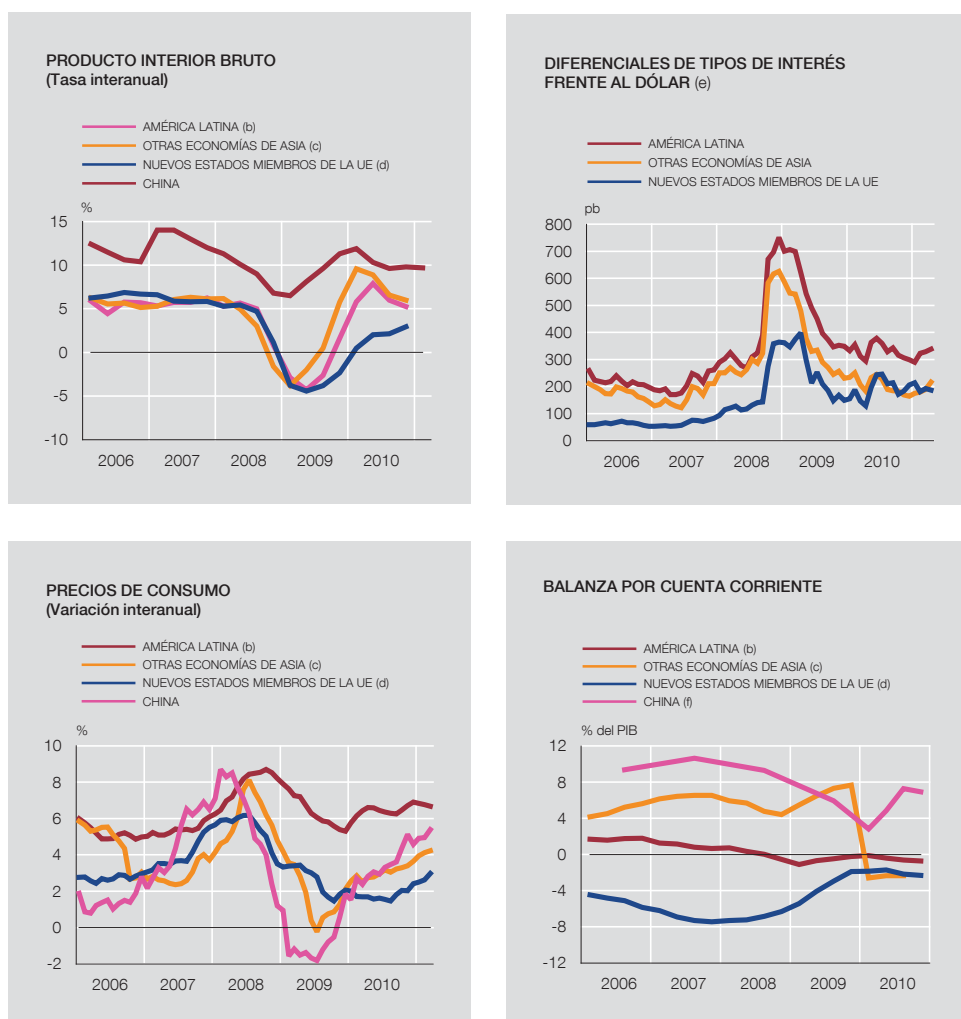 PRODUCTO INTERIOR BRUTO
(Tasa interanual)
AMÉRICA LATINA (b)
OTRAS ECONOMÍAS DE ASIA (c)
NUEVOS ESTADOS MIEMBROS DE LA UE (d)
CHINA
%
15
10
5
0
-5
-10
2006 2007 2008 2009 2010
DIFERENCIALES DE TIPOS DE INTERÉS
FRENTE AL DÓLAR (e)
AMÉRICA LATINA
OTRAS ECONOMÍAS DE ASIA
NUEVOS ESTADOS MIEMBROS DE LA UE
pb
800
700
600
500
400
300
200
100
0
2006 2007 2008 2009 2010
PRECIOS DE CONSUMO
(Variación interanual)
AMÉRICA LATINA (b)
OTRAS ECONOMÍAS DE ASIA (c)
NUEVOS ESTADOS MIEMBROS DE LA UE (d)
CHINA
%
10
8
6
4
2
0
-2
2006 2007 2008 2009 2010
BALANZA POR CUENTA CORRIENTE
AMÉRICA LATINA (b)
OTRAS ECONOMÍAS DE ASIA (c)
NUEVOS ESTADOS MIEMBROS DE LA UE (d)
CHINA (f)
% del PIB
12
8
4
0
-4
-8
-12
2006 2007 2008 2009 2010